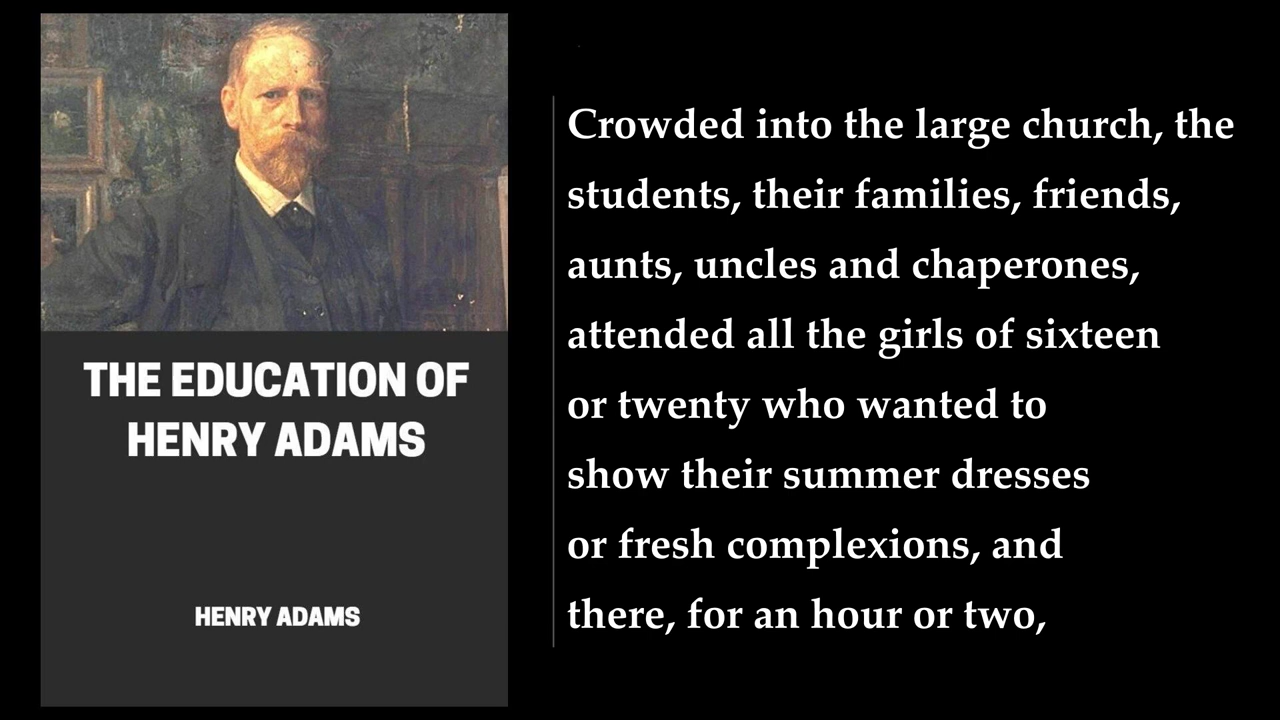 THE EDUCATION OF
HENRY ADAMS
HENRY ADAMS
Crowded into the large church, the
students, their families, friends,
aunts, uncles and chaperones,
attended all the girls of sixteen
or twenty who wanted to
show their summer dresses
or fresh complexions, and
there, for an hour or two,